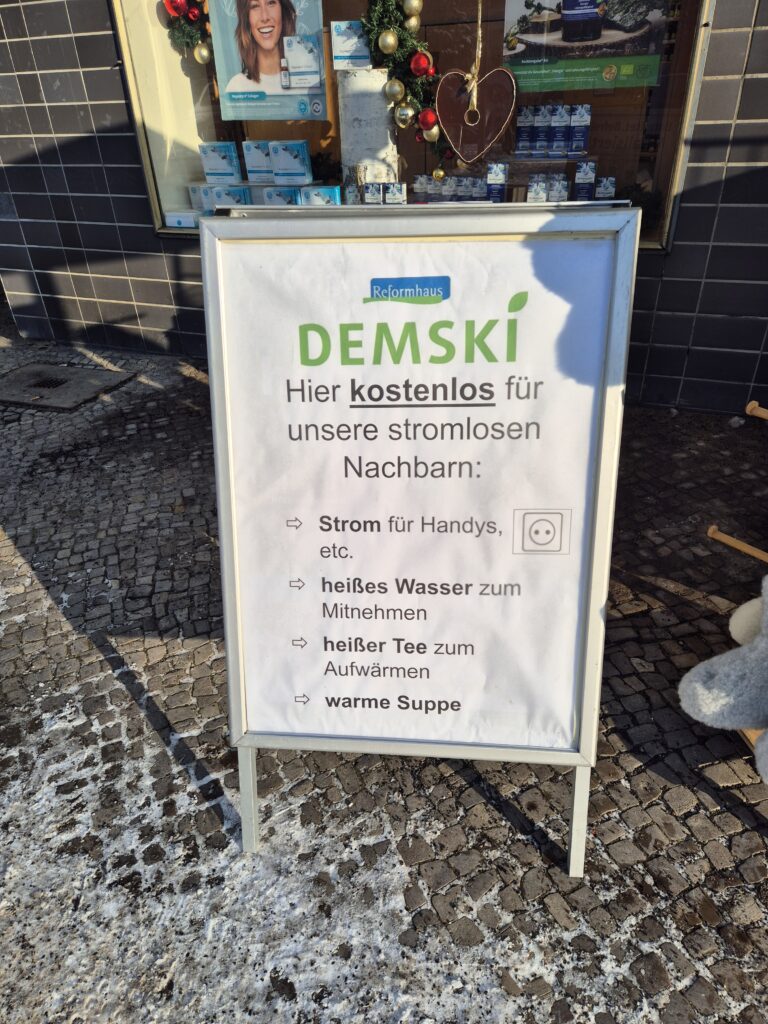 Reformhaus
DEMSKI
Hier kostenlos für
unsere stromlosen
Nachbarn:
⇨ Strom für Handys,
etc.
⇨ heißes Wasser zum
Mitnehmen
⇨ heißer Tee zum
Aufwärmen
⇨ warme Suppe